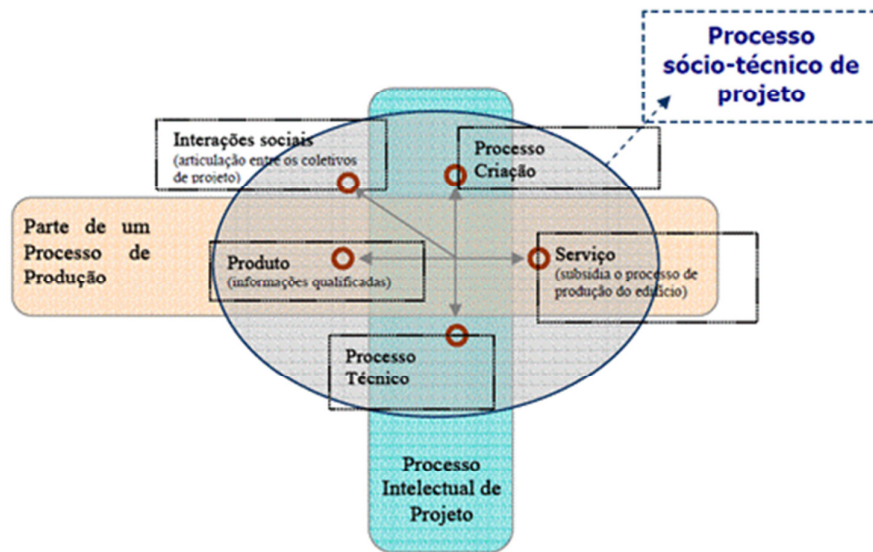 Processo
sócio-técnico de
projeto
Interações sociais
(articulação entre os coletivos
de projeto)
Processo
Criação
Parte de um
Processo de
Produção
Produto
(informações qualificadas)
Serviço
(subsidia o processo de
produção do edifício)
Processo
Técnico
Processo
Intelectual de
Projeto